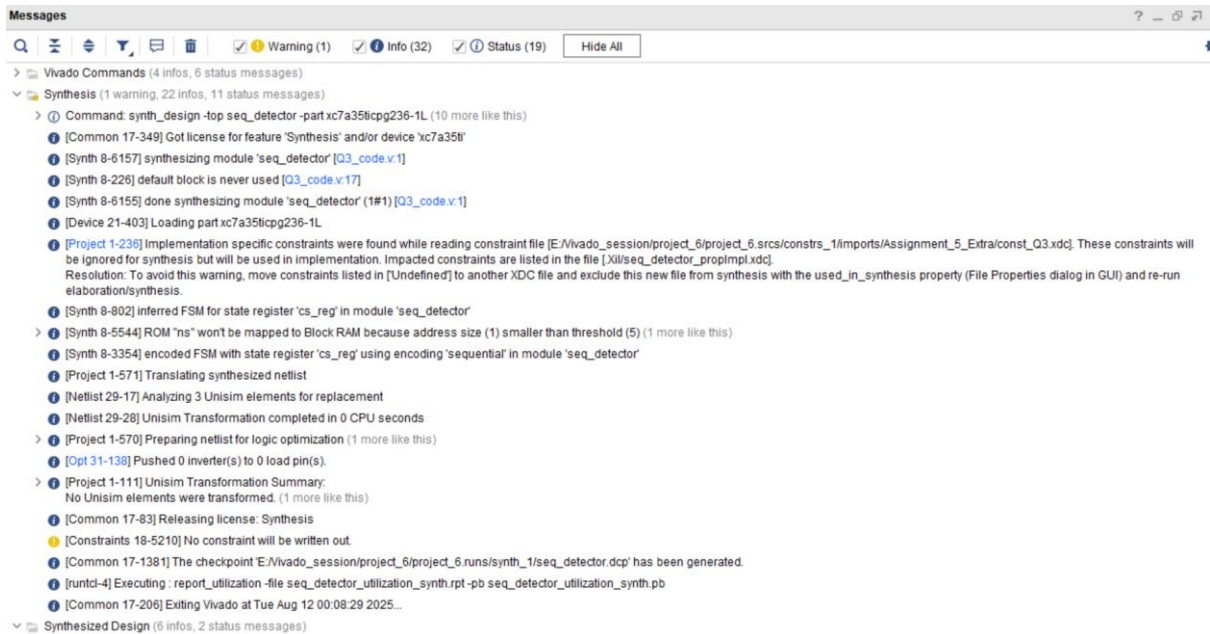 Messages
? _
Warning (1) Info (32) Status (19) Hide All
Vivado Commands (4 infos, 6 status messages)
Synthesis (1 warning, 22 infos, 11 status messages)
Command: synth_design -top seq_detector -part xc7a35ticpg236-1L (10 more like this)
[Common 17-349] Got license for feature 'Synthesis' and/or device 'xc7a35ti'
[Synth 8-6157] synthesizing module 'seq_detector' [Q3_code.v:1]
[Synth 8-226] default block is never used [Q3_code.v:17]
[Synth 8-6155] done synthesizing module 'seq_detector' (1#1) [Q3_code.v:1]
[Device 21-403] Loading part xc7a35ticpg236-1L
[Project 1-236] Implementation specific constraints were found while reading constraint file [E:/Vivado_session/project_6/project_6.srcs/constrs_1/imports/Assignment_5_Extra/const_Q3.xdc]. These constraints will
be ignored for synthesis but will be used in implementation. Impacted constraints are listed in the file [.Xil/seq_detector_propImpl.xdc].
Resolution: To avoid this warning, move constraints listed in ['Undefined'] to another XDC file and exclude this new file from synthesis with the used_in_synthesis property (File Properties dialog in GUI) and re-run
elaboration/synthesis.
[Synth 8-802] inferred FSM for state register 'cs_reg' in module 'seq_detector'
[Synth 8-5544] ROM "ns" won't be mapped to Block RAM because address size (1) smaller than threshold (5) (1 more like this)
[Synth 8-3354] encoded FSM with state register 'cs_reg' using encoding 'sequential' in module 'seq_detector'
[Project 1-571] Translating synthesized netlist
[Netlist 29-17] Analyzing 3 Unisim elements for replacement
[Netlist 29-28] Unisim Transformation completed in 0 CPU seconds
[Project 1-570] Preparing netlist for logic optimization (1 more like this)
[Opt 31-138] Pushed 0 inverter(s) to 0 load pin(s).
[Project 1-111] Unisim Transformation Summary:
No Unisim elements were transformed. (1 more like this)
[Common 17-83] Releasing license: Synthesis
[Constraints 18-5210] No constraint will be written out.
[Common 17-1381] The checkpoint 'E:/Vivado_session/project_6/project_6.runs/synth_1/seq_detector.dcp' has been generated.
[runtcl-4] Executing : report_utilization -file seq_detector_utilization_synth.rpt -pb seq_detector_utilization_synth.pb
[Common 17-206] Exiting Vivado at Tue Aug 12 00:08:29 2025...
Synthesized Design (6 infos, 2 status messages)